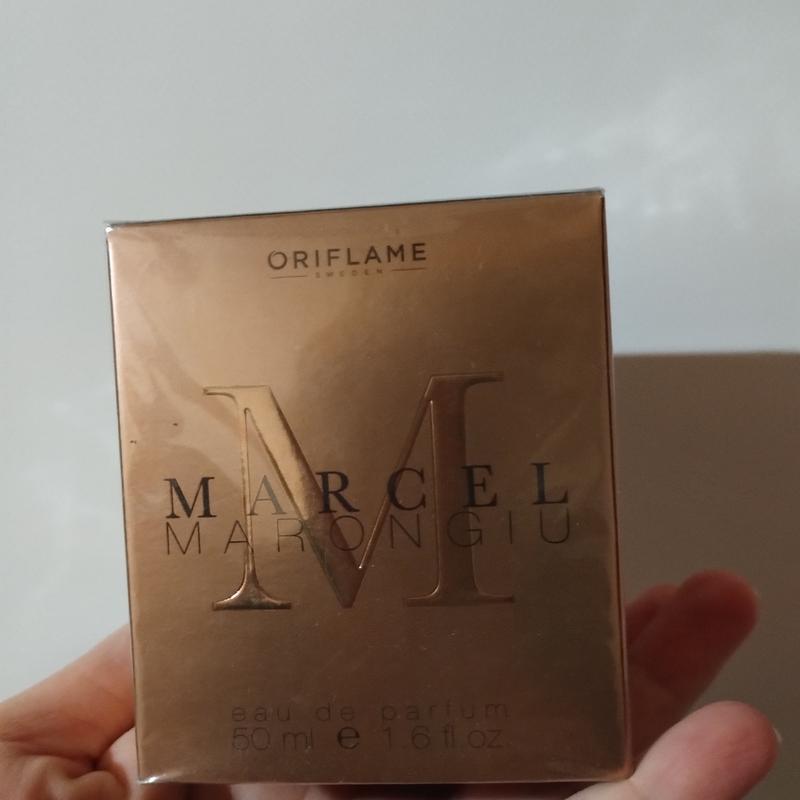 ORIFLAME
SWEDEN
M
MARCEL
MARONGIU
eau de parfum
50 ml e 1.6 fl.oz.